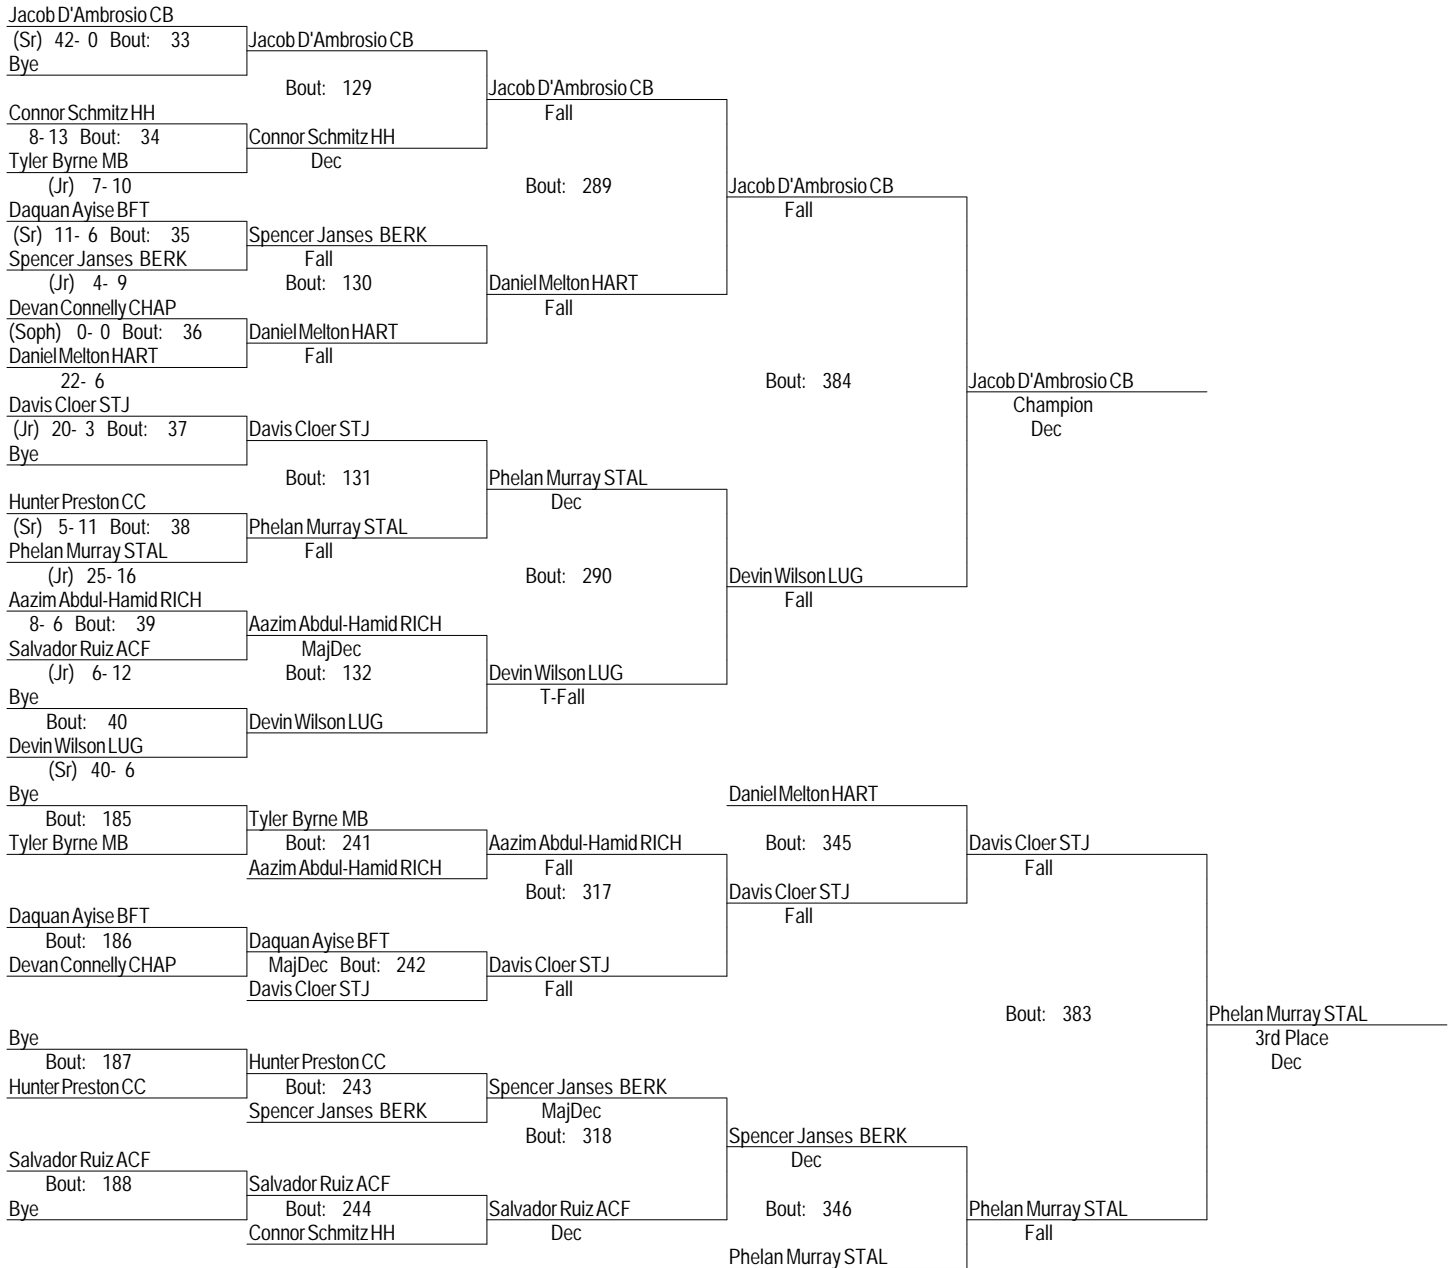 Jacob D'Ambrosio CB
(Sr) 42- 0 Bout: 33
Jacob D'Ambrosio CB
Bye
Bout: 129
Jacob D'Ambrosio CB
Connor Schmitz HH
Fall
8- 13 Bout: 34
Connor Schmitz HH
Tyler Byrne MB
Dec
(Jr) 7- 10
Bout: 289
Jacob D'Ambrosio CB
Daquan Ayise BFT
Fall
(Sr) 11- 6 Bout: 35
Spencer Janses BERK
Spencer Janses BERK
Fall
(Jr) 4- 9
Bout: 130
Daniel Melton HART
Devan Connelly CHAP
Fall
(Soph) 0- 0 Bout: 36
Daniel Melton HART
Daniel Melton HART
Fall
22- 6
Bout: 384
Jacob D'Ambrosio CB
Davis Cloer STJ
Champion
(Jr) 20- 3 Bout: 37
Davis Cloer STJ
Dec
Bye
Bout: 131
Phelan Murray STAL
Hunter Preston CC
Dec
(Sr) 5- 11 Bout: 38
Phelan Murray STAL
Phelan Murray STAL
Fall
(Jr) 25- 16
Bout: 290
Devin Wilson LUG
Aazim Abdul-Hamid RICH
Fall
8- 6 Bout: 39
Aazim Abdul-Hamid RICH
Salvador Ruiz ACF
MajDec
(Jr) 6- 12
Bout: 132
Devin Wilson LUG
Bye
T-Fall
Bout: 40
Devin Wilson LUG
Devin Wilson LUG
(Sr) 40- 6
Bye
Daniel Melton HART
Bout: 185
Tyler Byrne MB
Tyler Byrne MB
Bout: 241
Aazim Abdul-Hamid RICH
Bout: 345
Davis Cloer STJ
Aazim Abdul-Hamid RICH
Fall
Fall
Bout: 317
Davis Cloer STJ
Daquan Ayise BFT
Fall
Bout: 186
Daquan Ayise BFT
Devan Connelly CHAP
MajDec Bout: 242
Davis Cloer STJ
Davis Cloer STJ
Fall
Bout: 383
Phelan Murray STAL
Bye
3rd Place
Bout: 187
Hunter Preston CC
Dec
Hunter Preston CC
Bout: 243
Spencer Janses BERK
Spencer Janses BERK
MajDec
Bout: 318
Spencer Janses BERK
Salvador Ruiz ACF
Dec
Bout: 188
Salvador Ruiz ACF
Bye
Bout: 244
Salvador Ruiz ACF
Bout: 346
Phelan Murray STAL
Connor Schmitz HH
Dec
Fall
Phelan Murray STAL